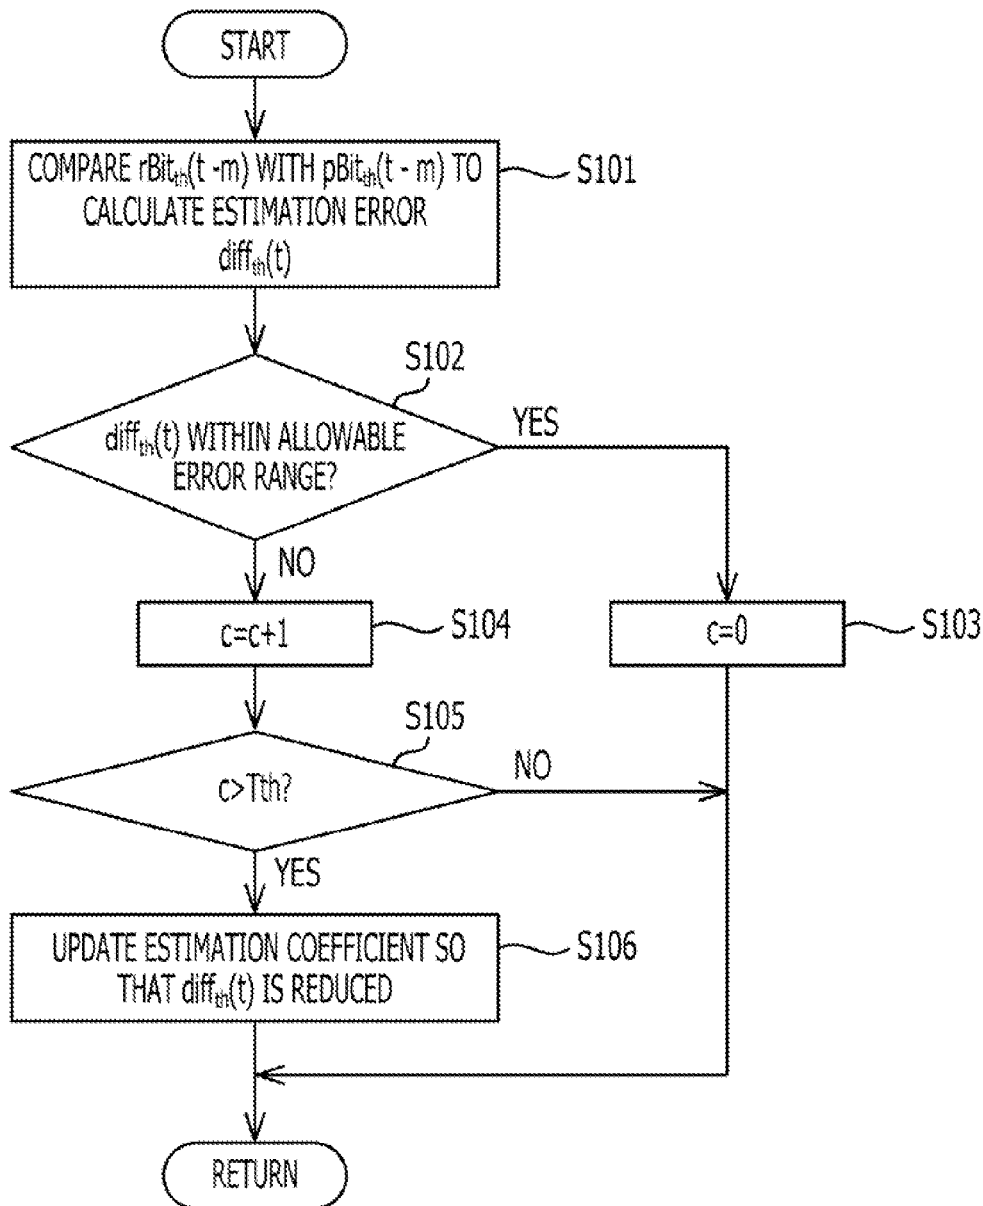 START
COMPARE rBitth(t -m) WITH pBitth(t - m) TO
CALCULATE ESTIMATION ERROR
diffth(t)
S101
S102
diffth(t) WITHIN ALLOWABLE
ERROR RANGE?
YES
NO
c=c+1
S104
c=0
S103
S105
c>Tth?
NO
YES
UPDATE ESTIMATION COEFFICIENT SO
THAT diffth(t) IS REDUCED
S106
RETURN